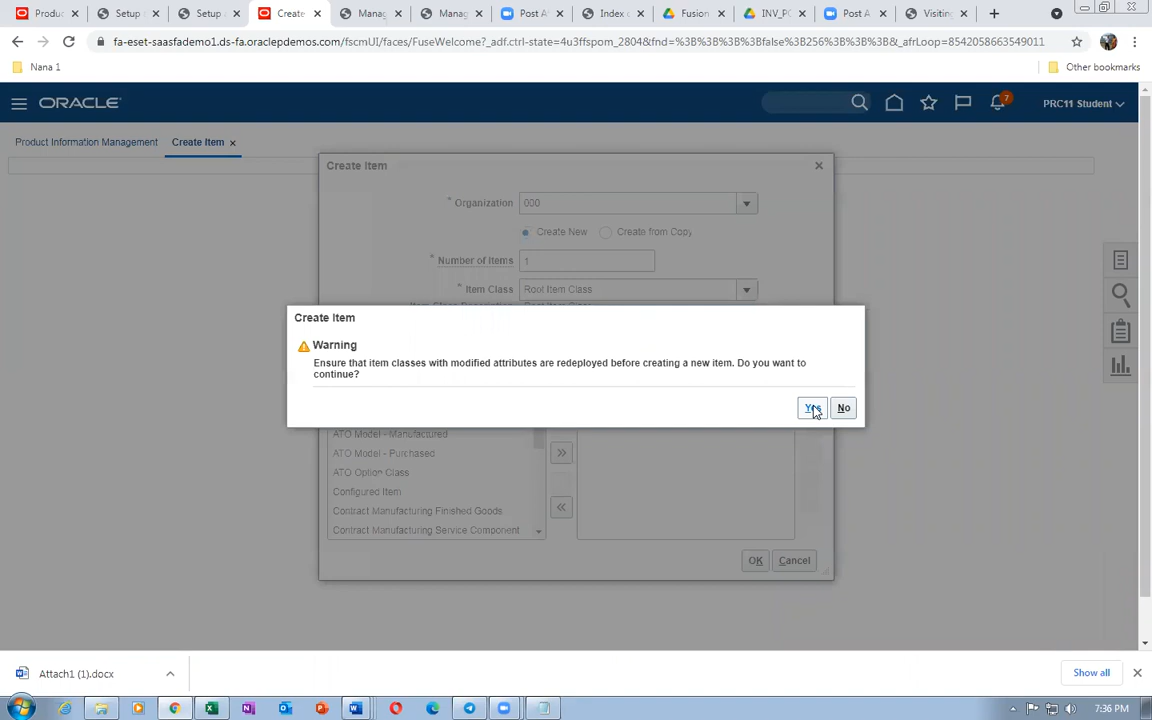 Produc
Setup a
Setup a
Create
Manag
Manag
Post A
Index o
Fusion
INV_PO
Post A
Visiting
fa-eset-saasfademo1.ds-fa.oraclepdemos.com/fscmUI/faces/FuseWelcome?_adf.ctrl-state=4u3ffspom_2804&fnd=%3B%3B%3B%3Bfalse%3B256%3B%3B%3B&_afrLoop=8542058663549011
Nana 1
Other bookmarks
ORACLE
7
PRC11 Student
Product Information Management
Create Item
Create Item
* Organization 000
Create New Create from Copy
* Number of Items 1
* Item Class Root Item Class
Create Item
Warning
Ensure that item classes with modified attributes are redeployed before creating a new item. Do you want to
continue?
Yes No
ATO Model - Manufactured
ATO Model - Purchased
ATO Option Class
Configured Item
Contract Manufacturing Finished Goods
Contract Manufacturing Service Component
OK Cancel
Attach1 (1).docx
Show all
7:36 PM